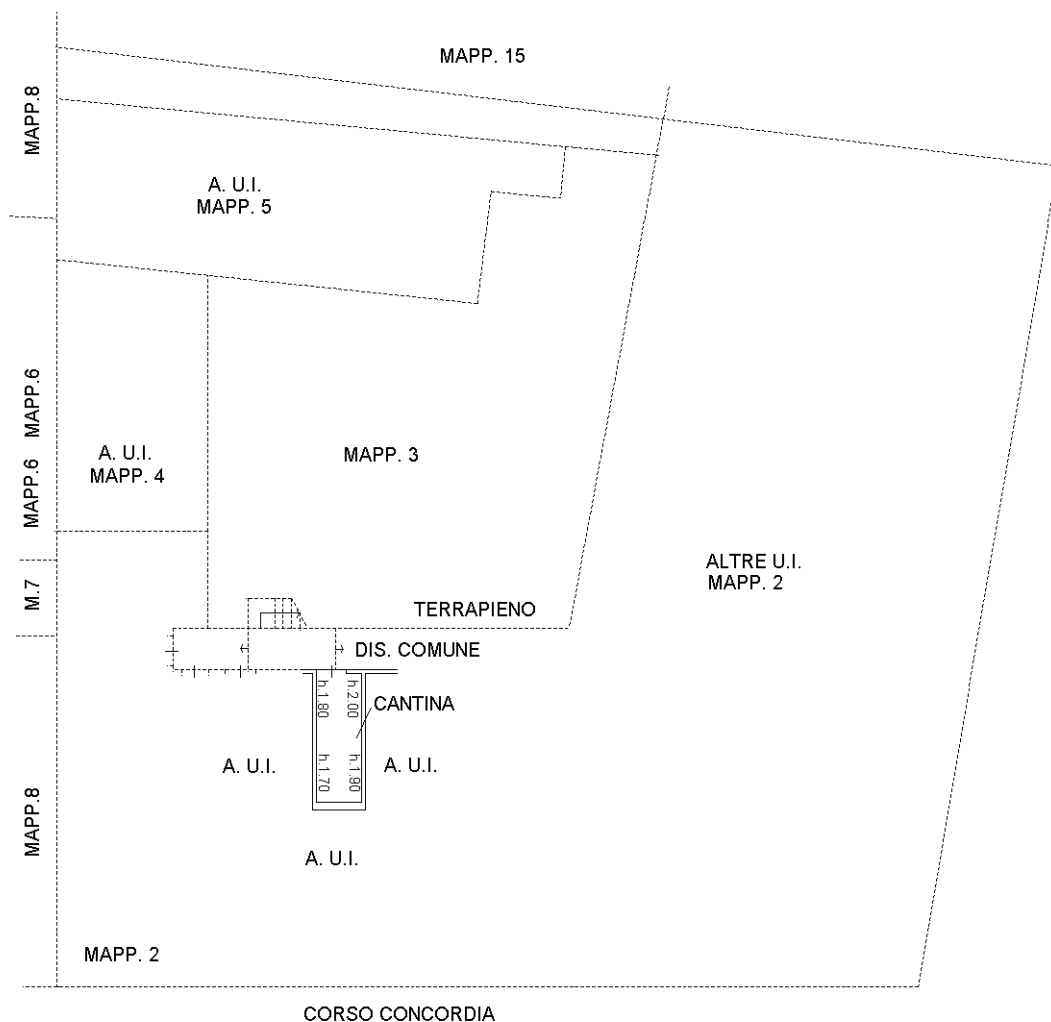 MAPP. 15
MAPP.8
A. U.I.
MAPP. 5
MAPP.6
MAPP.6
A. U.I.
MAPP. 4
MAPP. 3
ALTRE U.I.
MAPP. 2
M.7
TERRAPIENO
DIS. COMUNE
h.1.80
h.2.00
CANTINA
h.1.70
h.1.90
A. U.I.
A. U.I.
MAPP.8
A. U.I.
MAPP. 2
CORSO CONCORDIA